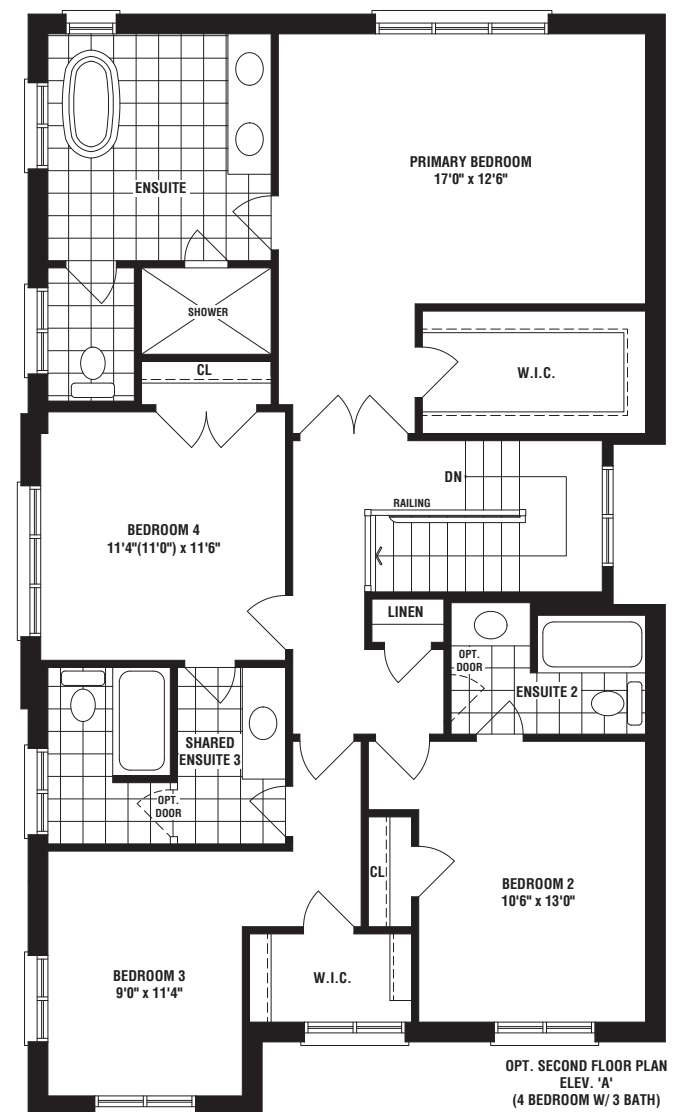 PRIMARY BEDROOM
17'0" x 12'6"
ENSUITE
SHOWER
CL
W.I.C.
DN
RAILING
BEDROOM 4
11'4"(11'0") x 11'6"
LINEN
OPT.
DOOR
ENSUITE 2
SHARED
ENSUITE 3
OPT.
DOOR
CL
BEDROOM 2
10'6" x 13'0"
BEDROOM 3
9'0" x 11'4"
W.I.C.
OPT. SECOND FLOOR PLAN
ELEV. 'A'
(4 BEDROOM W/ 3 BATH)